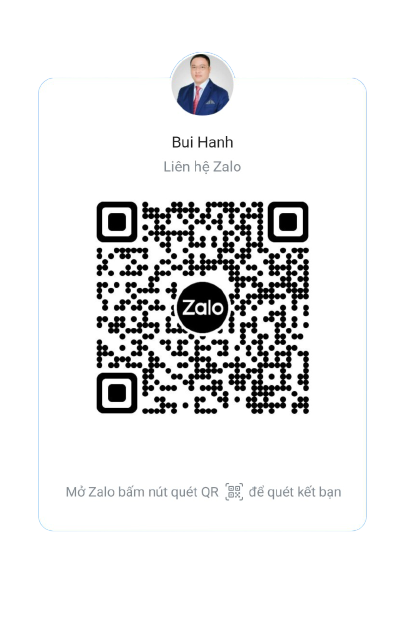 Bui Hanh
Liên hệ Zalo
Zalo
Mở Zalo bấm nút quét QR để quét kết bạn